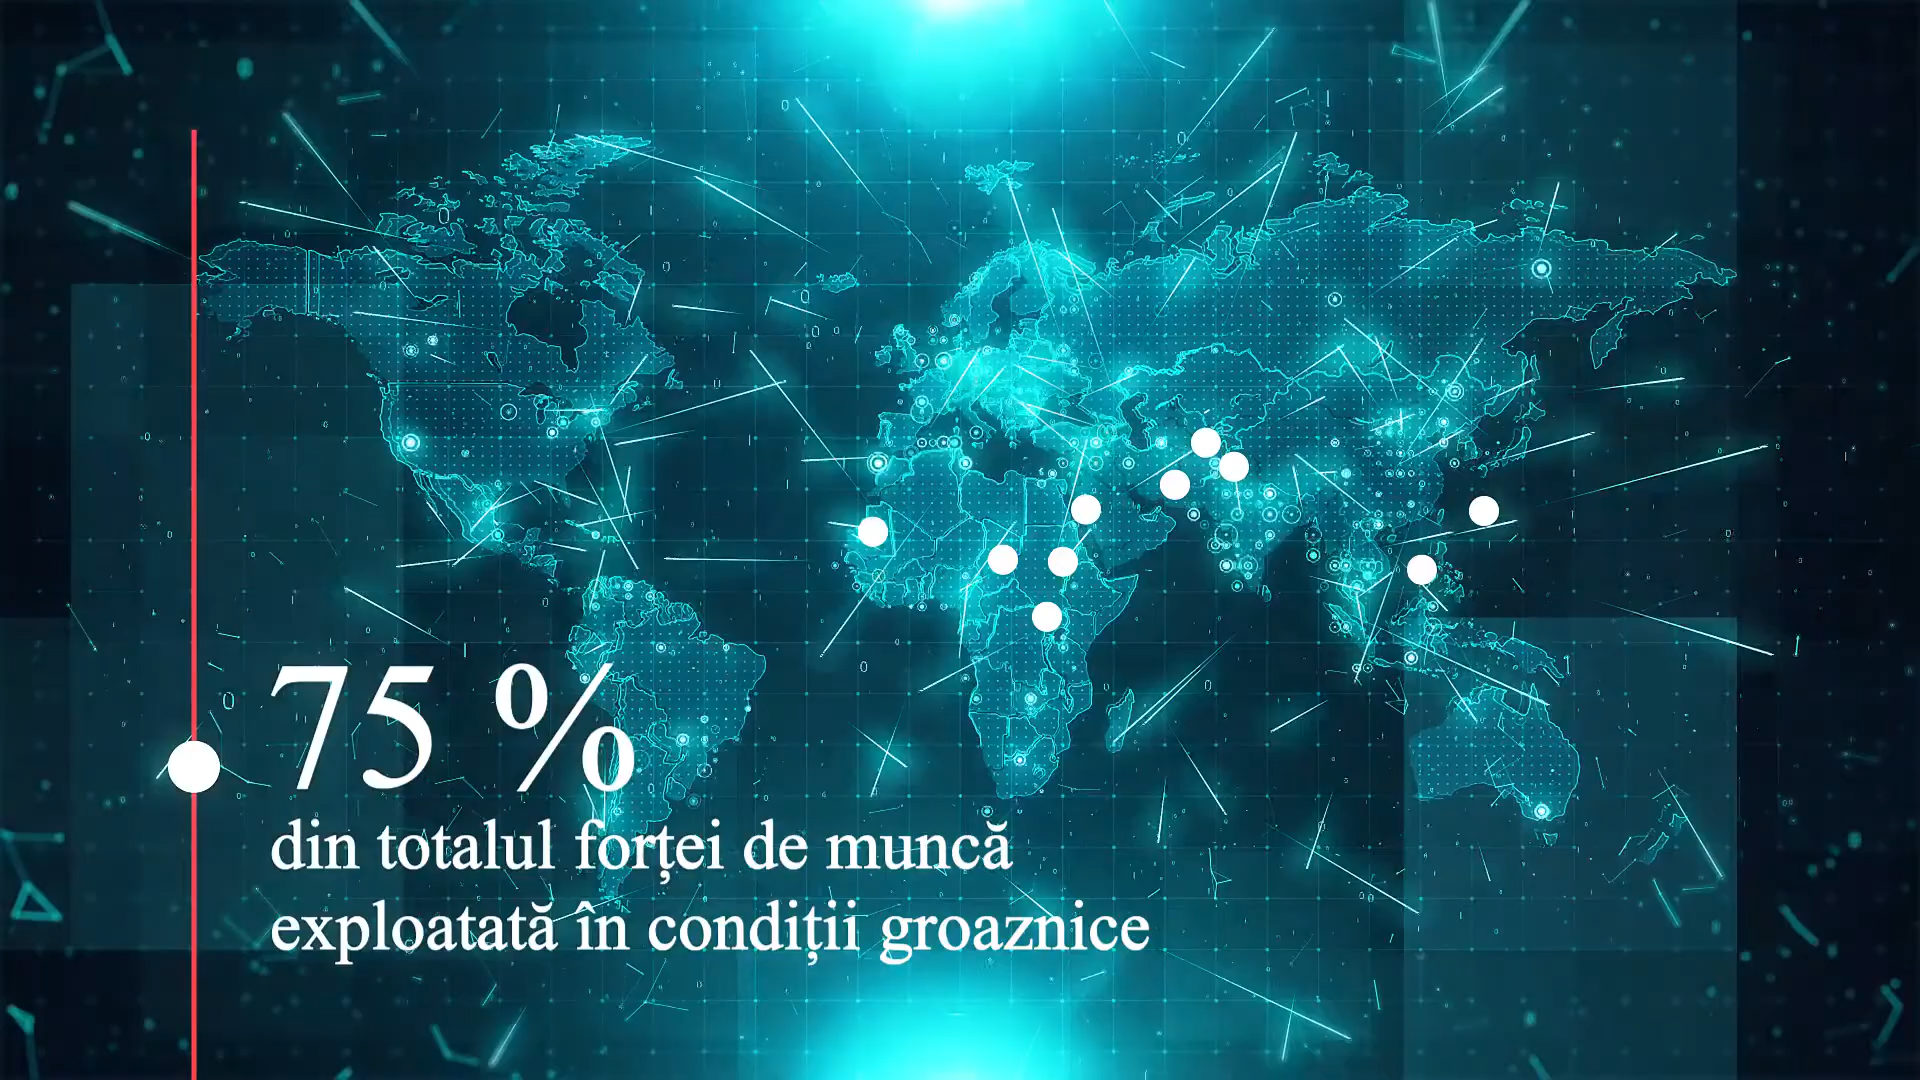 75 %
din totalul forței de muncă
exploatată în condiții groaznice